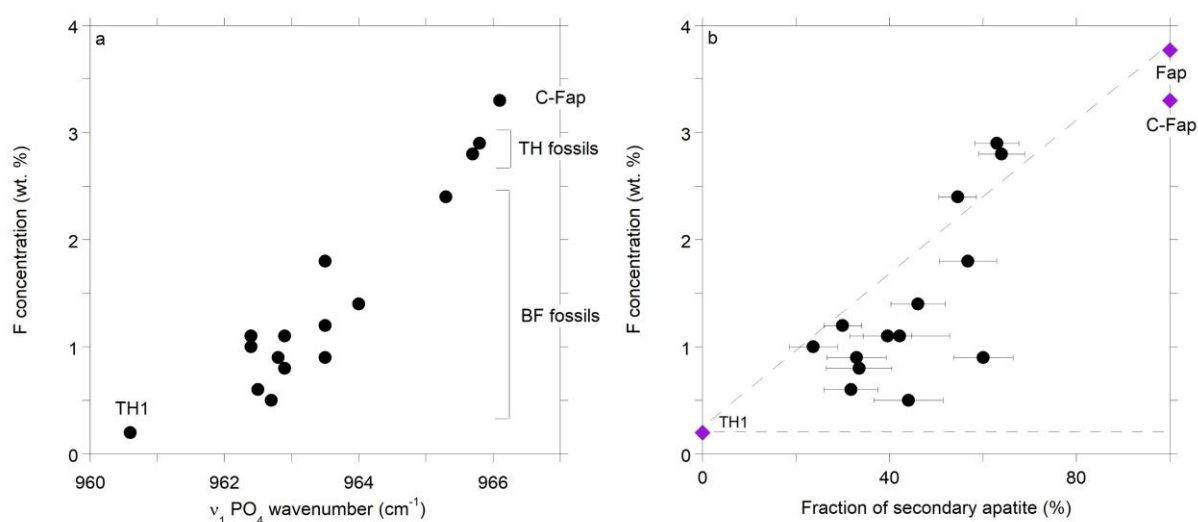 a
F concentration (wt. %)
4
3
2
1
0
C-Fap
TH fossils
BF fossils
TH1
960
962
964
966
ν₁ PO₄ wavenumber (cm⁻¹)
b
F concentration (wt. %)
4
3
2
1
0
Fap
C-Fap
TH1
0
40
80
Fraction of secondary apatite (%)